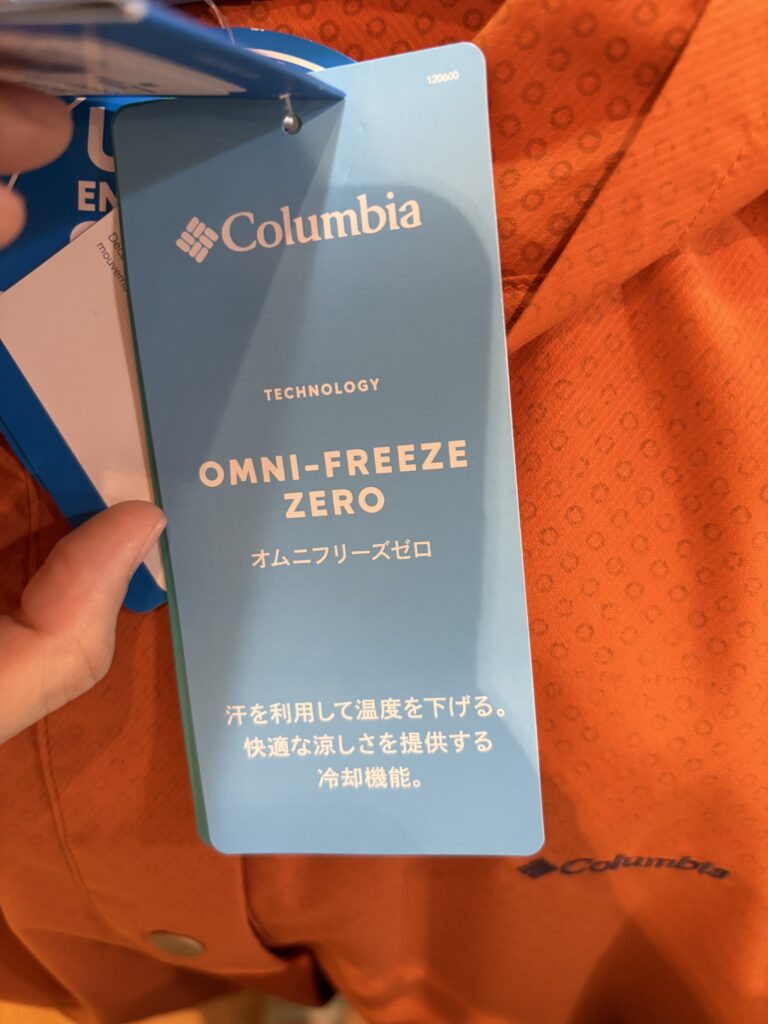 120600
Columbia
TECHNOLOGY
OMNI-FREEZE
ZERO
オムニフリーズゼロ
汗を利用して温度を下げる。
快適な涼しさを提供する
冷却機能。
U
EN
Columbia